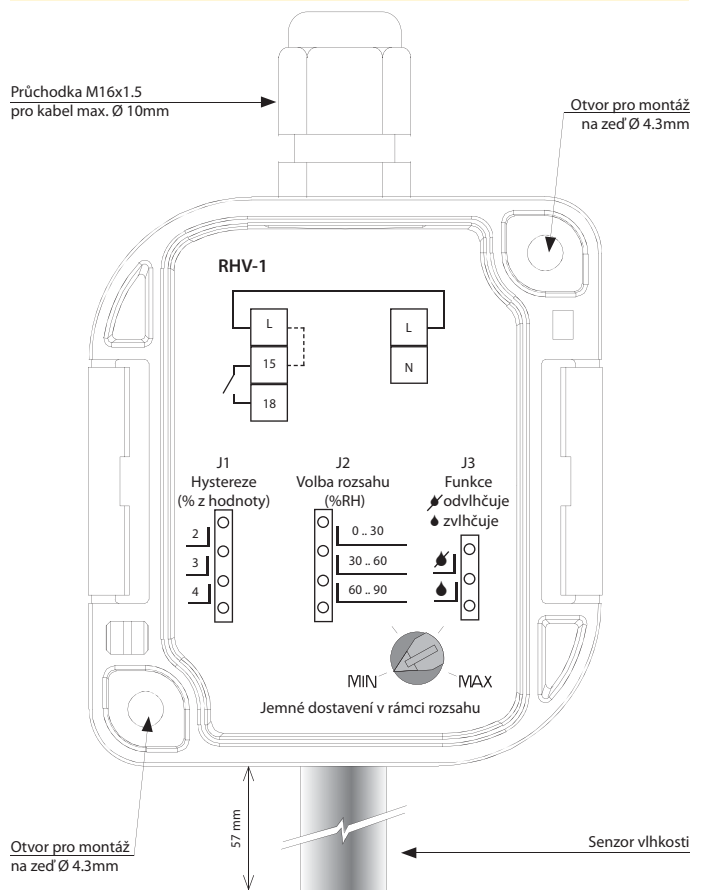 Průchodka M16x1.5
pro kabel max. Ø 10mm
Otvor pro montáž
na zeď Ø 4.3mm
RHV-1
L
15
18
L
N
J1
Hystereze
(% z hodnoty)
2
3
4
J2
Volba rozsahu
(%RH)
0 .. 30
30 .. 60
60 .. 90
J3
Funkce
odvlhčuje
zvlhčuje
MIN
MAX
Jemné dostavení v rámci rozsahu
57 mm
Otvor pro montáž
na zeď Ø 4.3mm
Senzor vlhkosti